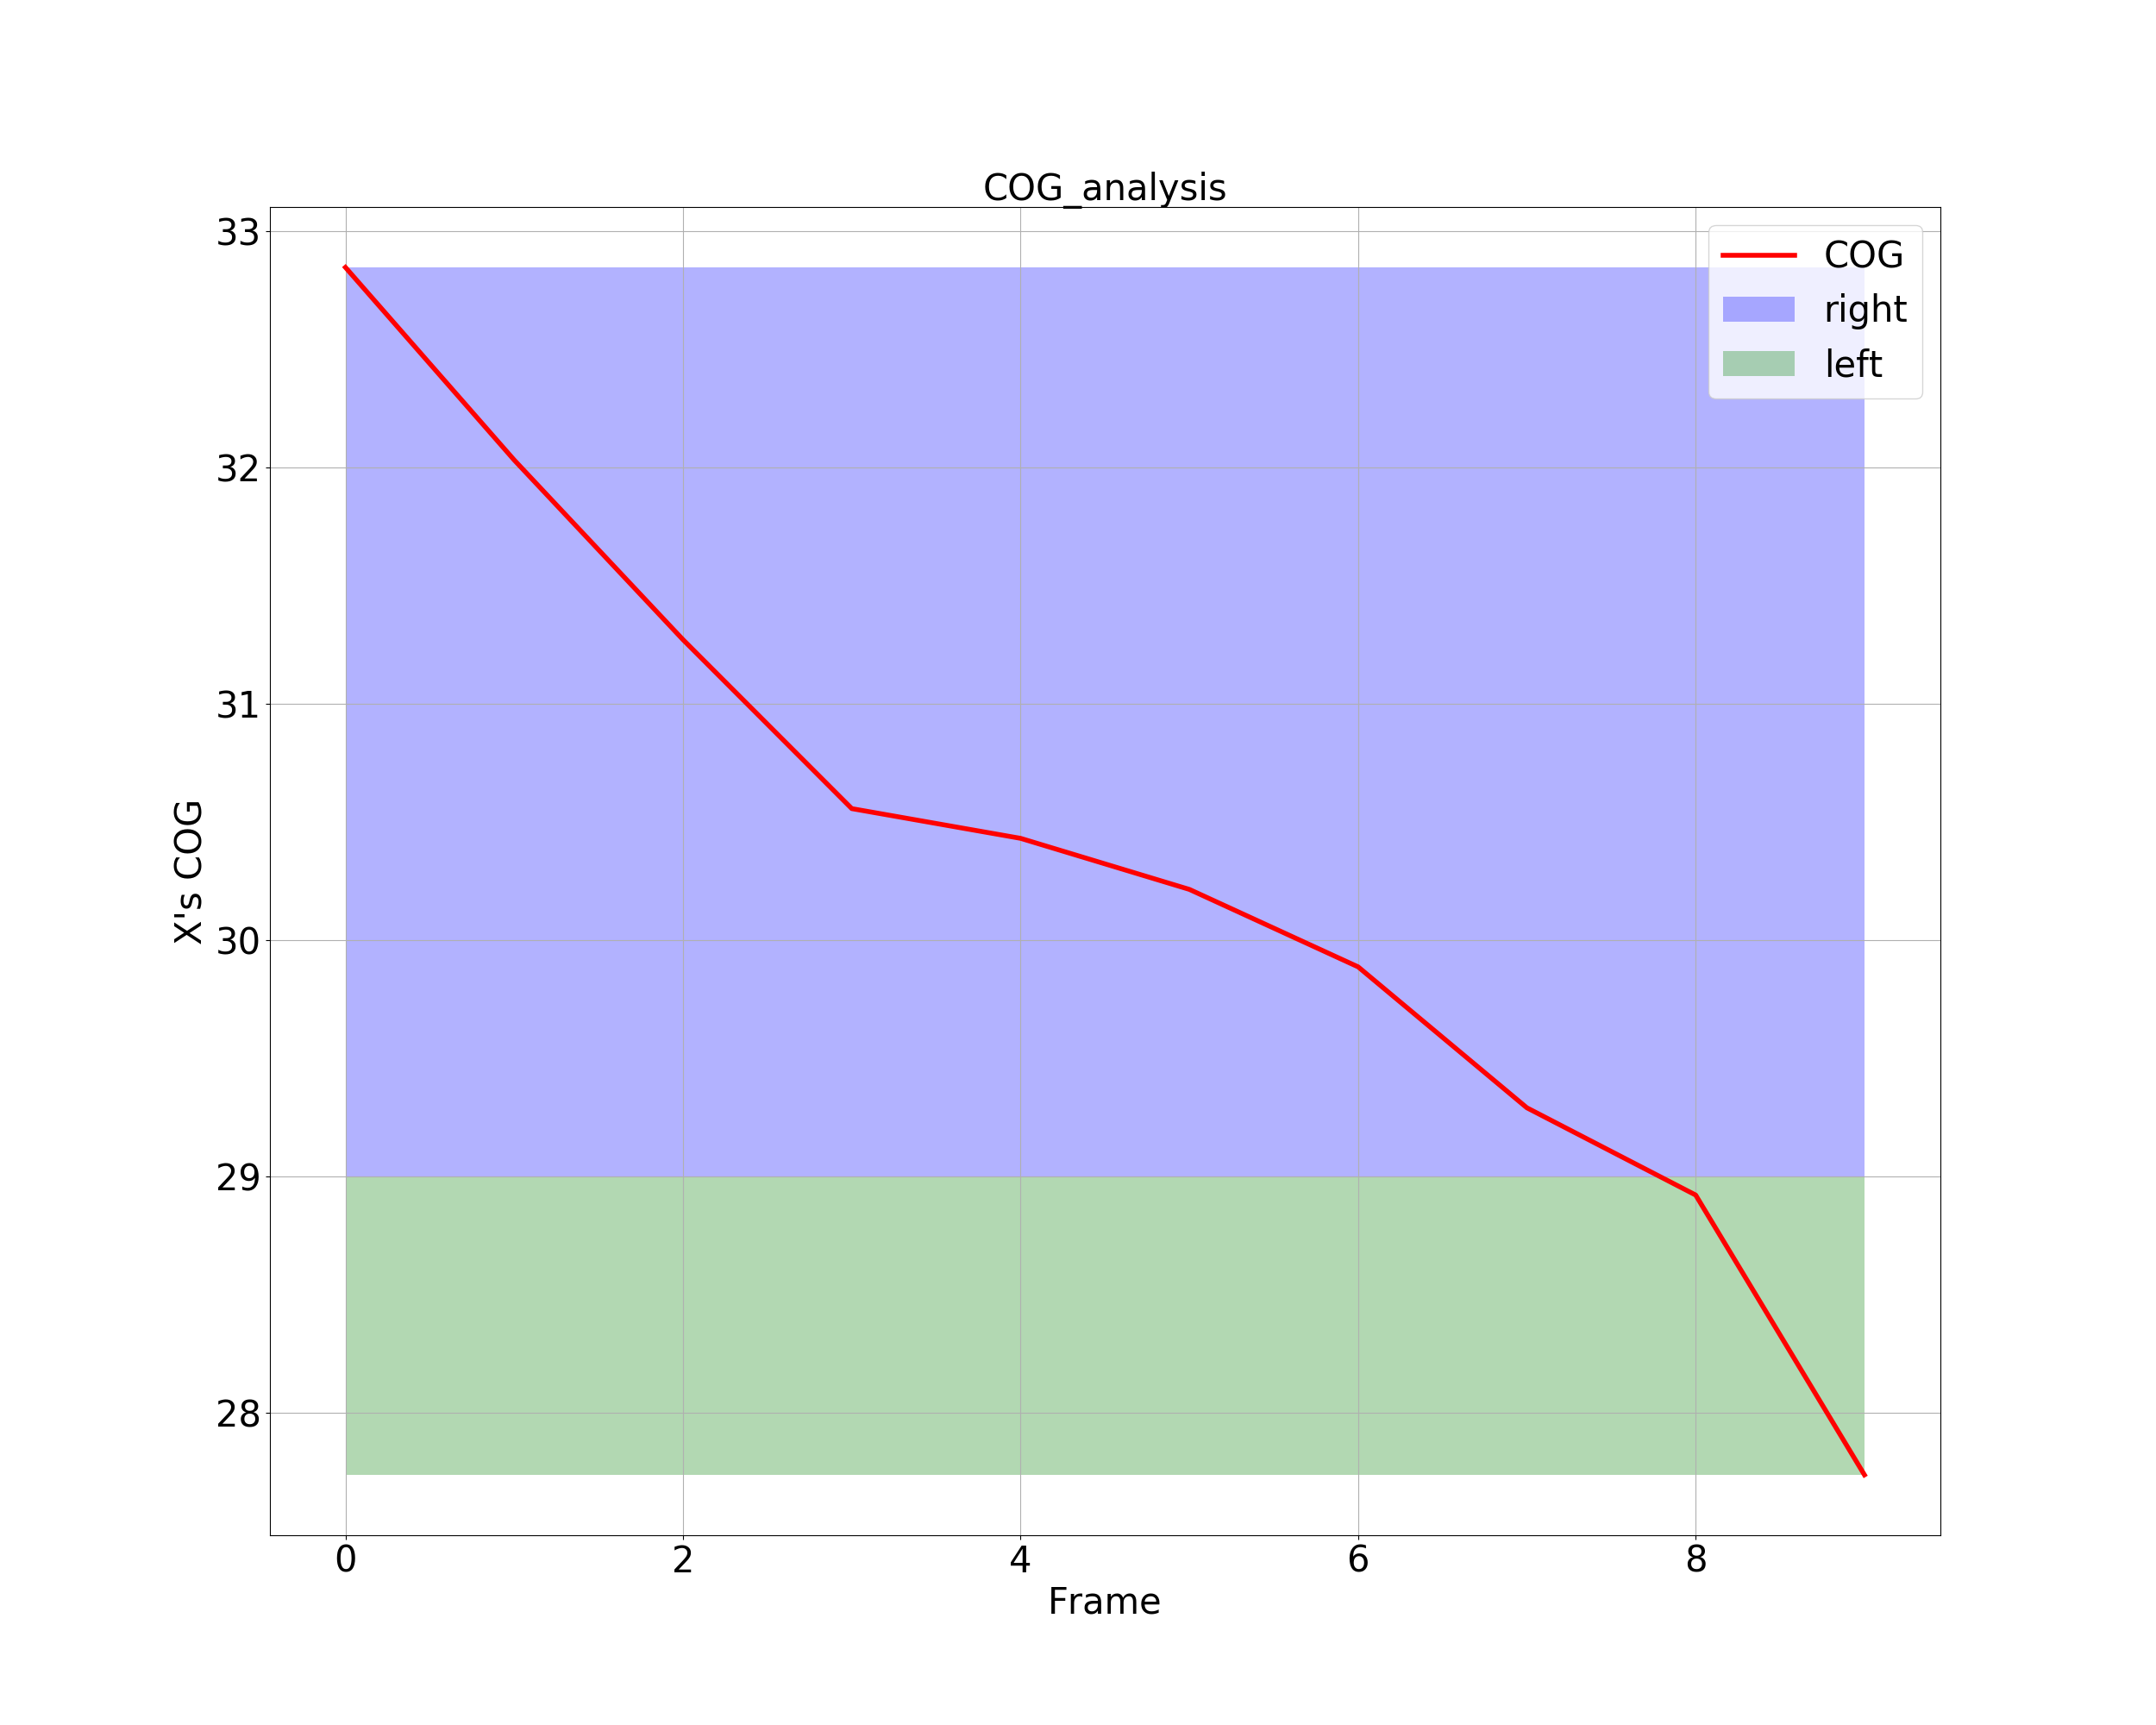 COG_analysis
COG
right
left
33
32
31
30
29
28
X's COG
0 2 4 6 8
Frame